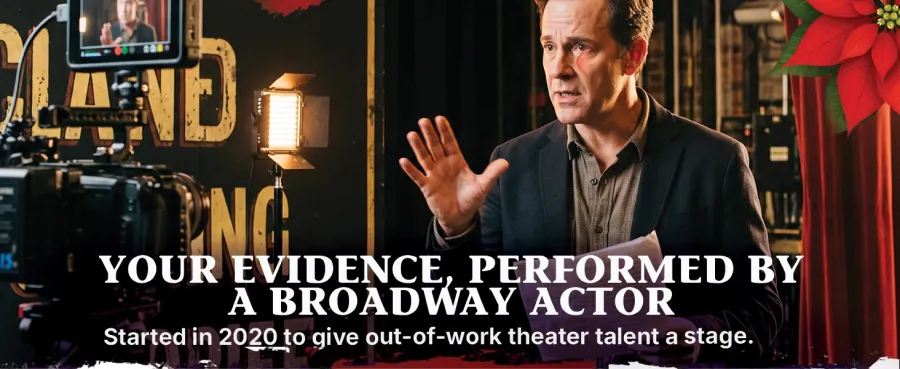 YOUR EVIDENCE, PERFORMED BY
A BROADWAY ACTOR
Started in 2020 to give out-of-work theater talent a stage.